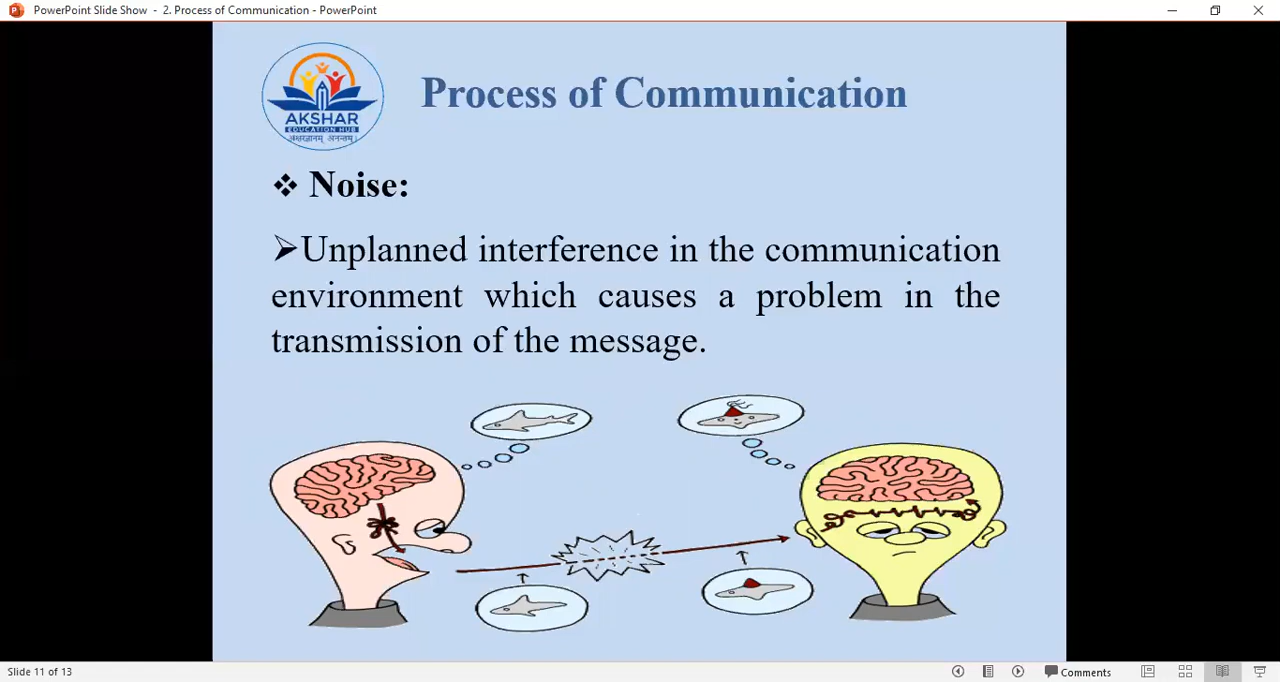 PowerPoint Slide Show - 2. Process of Communication - PowerPoint
AKSHAR
EDUCATION HUB
Process of Communication
❖ Noise:
➢Unplanned interference in the communication
environment which causes a problem in the
transmission of the message.
Slide 11 of 13
Comments